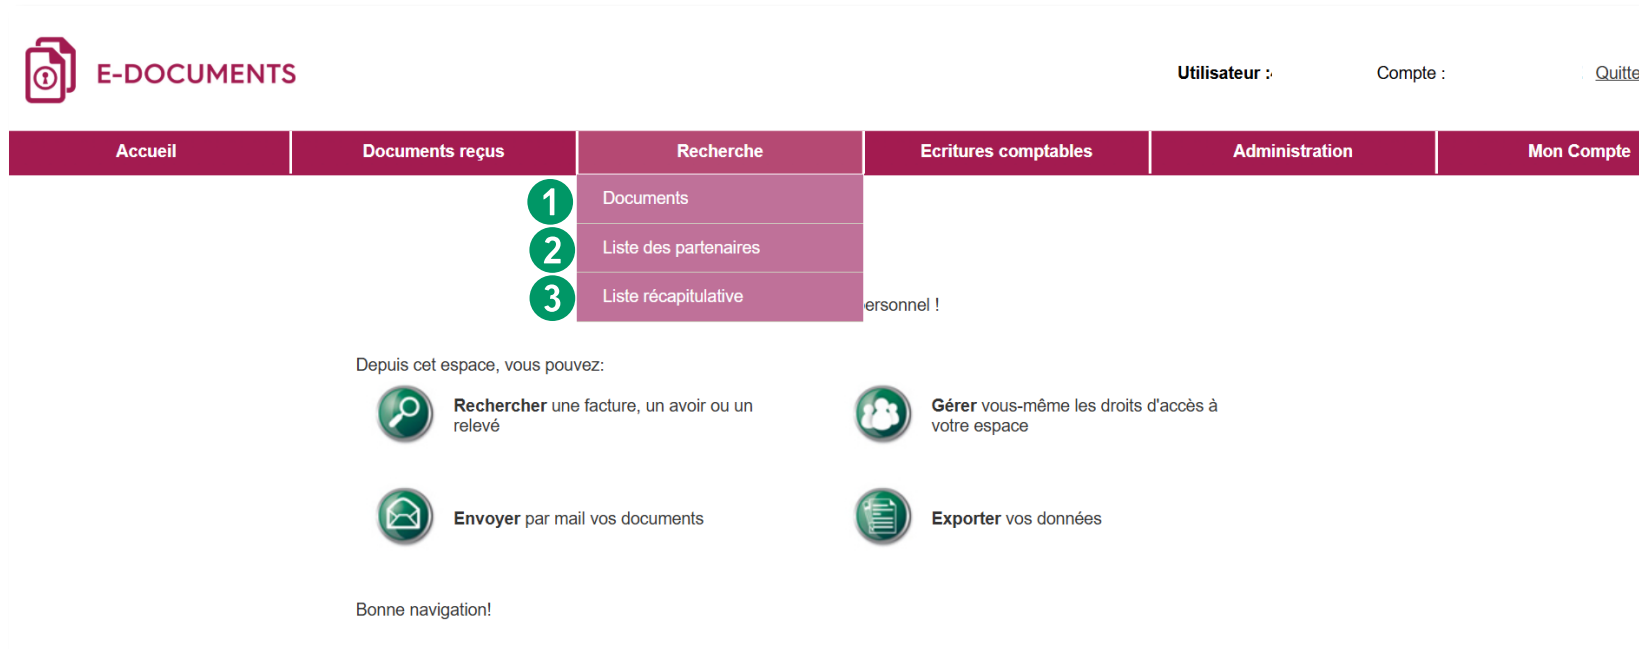 E-DOCUMENTS
Utilisateur : Compte : Quitte
Accueil Documents reçus Recherche Ecritures comptables Administration Mon Compte
1 Documents
2 Liste des partenaires
3 Liste récapitulative
ersonnel !
Depuis cet espace, vous pouvez:
Rechercher une facture, un avoir ou un
relevé
Gérer vous-même les droits d'accès à
votre espace
Envoyer par mail vos documents
Exporter vos données
Bonne navigation!